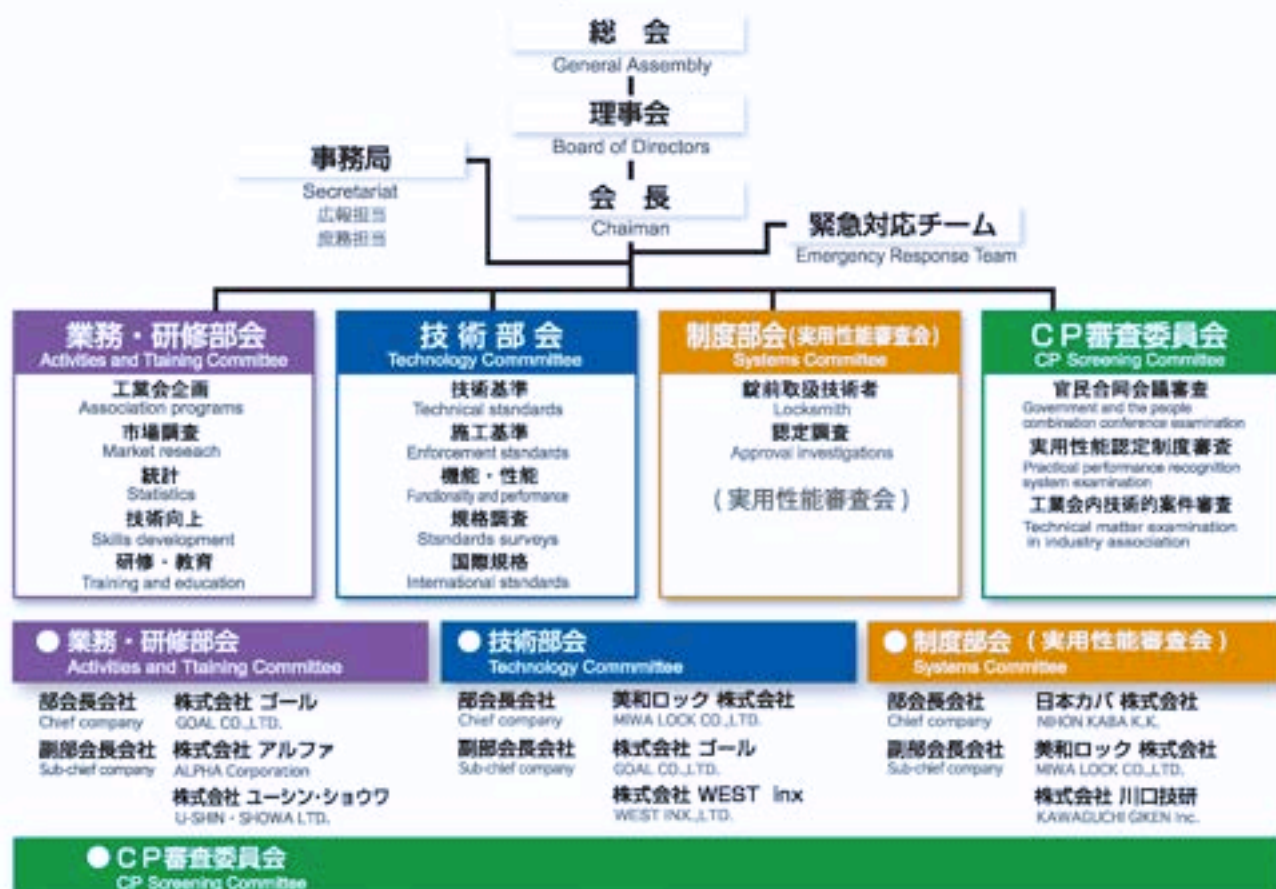 総 会
General Assembly
理事会
Board of Directors
事務局
Secretariat
広報担当
庶務担当
会 長
Chaiman
緊急対応チーム
Emergency Response Team
業務・研修部会
Activities and Ttaining Committee
工業会企画
Association programs
市場調査
Market reseach
統計
Statistics
技術向上
Skills development
研修・教育
Training and education
技術部会
Technology Commmittee
技術基準
Technical standards
施工基準
Enforcement standards
機能・性能
Functionality and performance
規格調査
Standards surveys
国際規格
International standards
制度部会(実用性能審査会)
Systems Committee
錠前取扱技術者
Locksmith
認定調査
Approval investigations
(実用性能審査会)
CP審査委員会
CP Screening Committee
官民合同会議審査
Government and the people
combination conference examination
実用性能認定制度審査
Practical performance recognition
system examination
工業会内技術的案件審査
Technical matter examination
in industry association
● 業務・研修部会
Activities and Ttaining Committee
部会長会社 株式会社 ゴール
Chief company GOAL CO.,LTD.
副部会長会社 株式会社 アルファ
Sub-chief company ALPHA Corporation
株式会社 ユーシン・ショウワ
U-SHIN - SHOWA LTD.
● 技術部会
Technology Commmittee
部会長会社 美和ロック 株式会社
Chief company MIWA LOCK CO.,LTD.
副部会長会社 株式会社 ゴール
Sub-chief company GOAL CO.,LTD.
株式会社 WEST inx
WEST INX.,LTD.
● 制度部会 (実用性能審査会)
Systems Committee
部会長会社 日本カバ 株式会社
Chief company NIHON KABA K.K.
副部会長会社 美和ロック 株式会社
Sub-chief company MIWA LOCK CO.,LTD.
株式会社 川口技研
KAWAGUCHI GIKEN Inc.
● CP審査委員会
CP Screening Committee